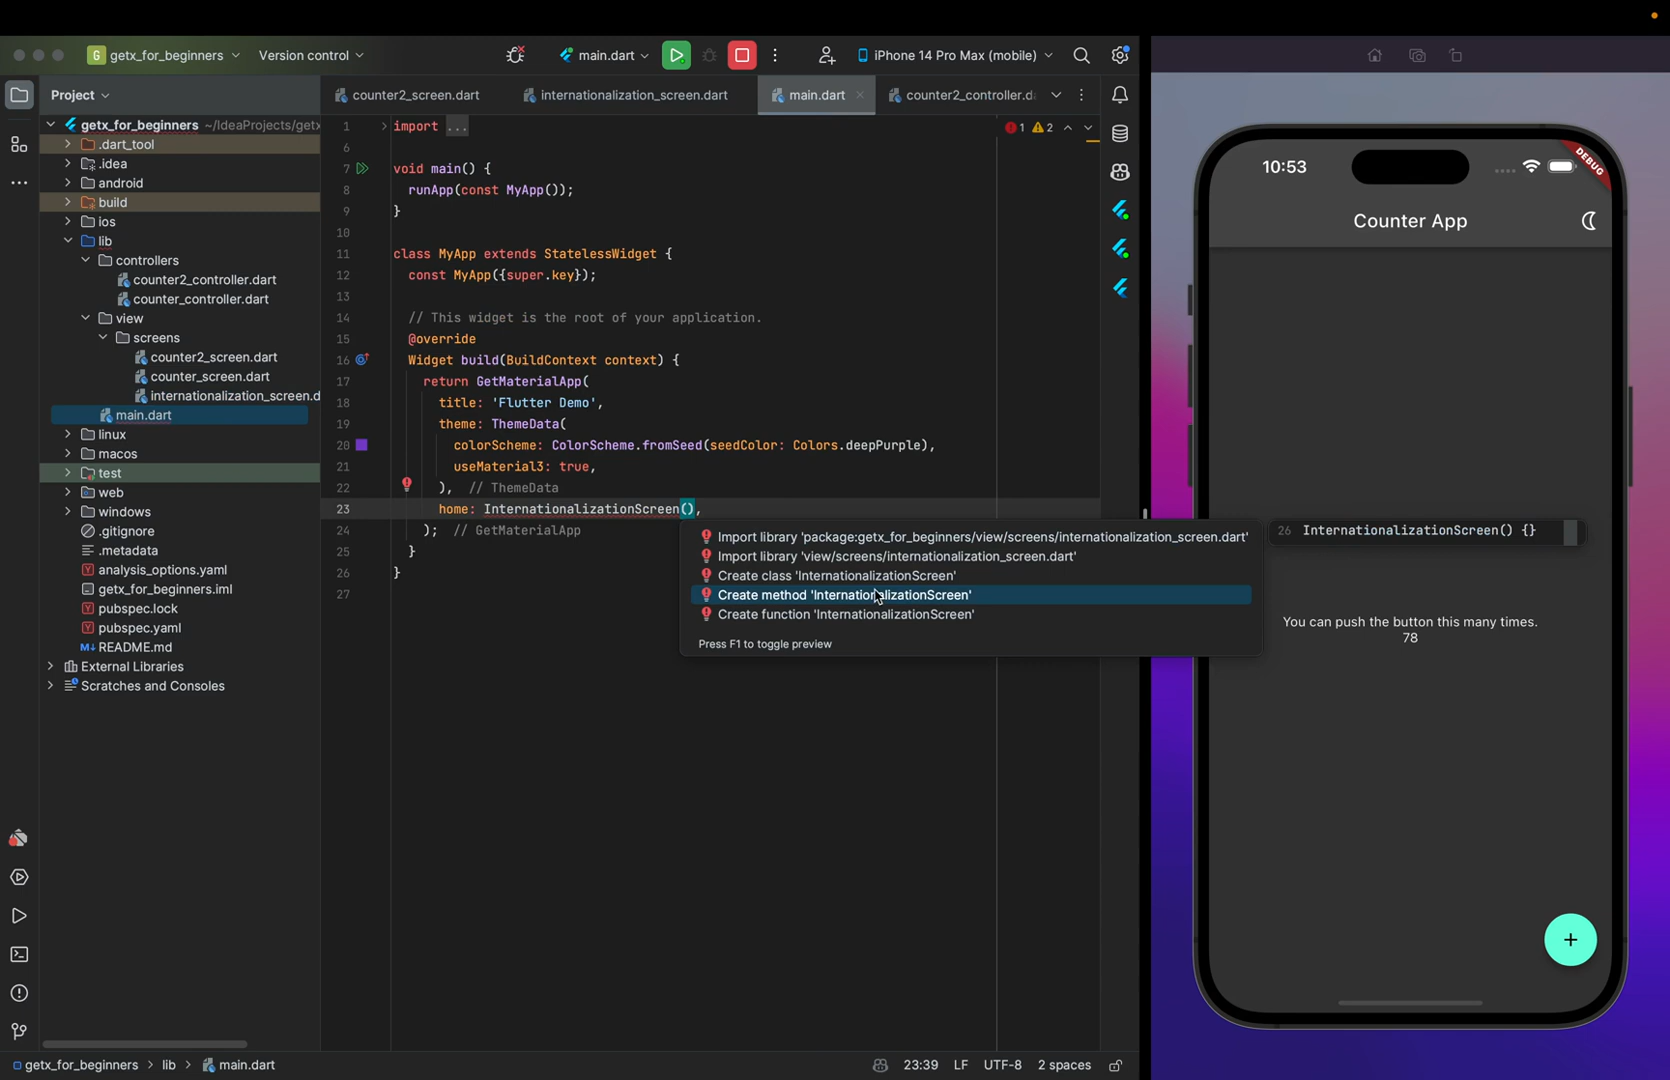 G getx_for_beginners
Version control
main.dart
iPhone 14 Pro Max (mobile)
Project
counter2_screen.dart
internationalization_screen.dart
main.dart
counter2_controller.d
getx_for_beginners ~/IdeaProjects/getx
.dart_tool
.idea
android
build
ios
lib
controllers
counter2_controller.dart
counter_controller.dart
view
screens
counter2_screen.dart
counter_screen.dart
internationalization_screen.d
main.dart
linux
macos
test
web
windows
.gitignore
.metadata
analysis_options.yaml
getx_for_beginners.iml
pubspec.lock
pubspec.yaml
M↓ README.md
External Libraries
Scratches and Consoles
1 import ...
1 2
6
7 void main() {
8 runApp(const MyApp());
9 }
10
11 class MyApp extends StatelessWidget {
12 const MyApp({super.key});
13
14 // This widget is the root of your application.
15 @override
16 Widget build(BuildContext context) {
17 return GetMaterialApp(
18 title: 'Flutter Demo',
19 theme: ThemeData(
20 colorScheme: ColorScheme.fromSeed(seedColor: Colors.deepPurple),
21 useMaterial3: true,
22 ), // ThemeData
23 home: InternationalizationScreen(),
24 ); // GetMaterialApp
25 }
26 }
27
Import library 'package:getx_for_beginners/view/screens/internationalization_screen.dart'
Import library 'view/screens/internationalization_screen.dart'
Create class 'InternationalizationScreen'
Create method 'InternationalizationScreen'
Create function 'InternationalizationScreen'
Press F1 to toggle preview
26 InternationalizationScreen() {}
10:53
DEBUG
Counter App
You can push the button this many times.
78
+
getx_for_beginners > lib > main.dart
23:39 LF UTF-8 2 spaces